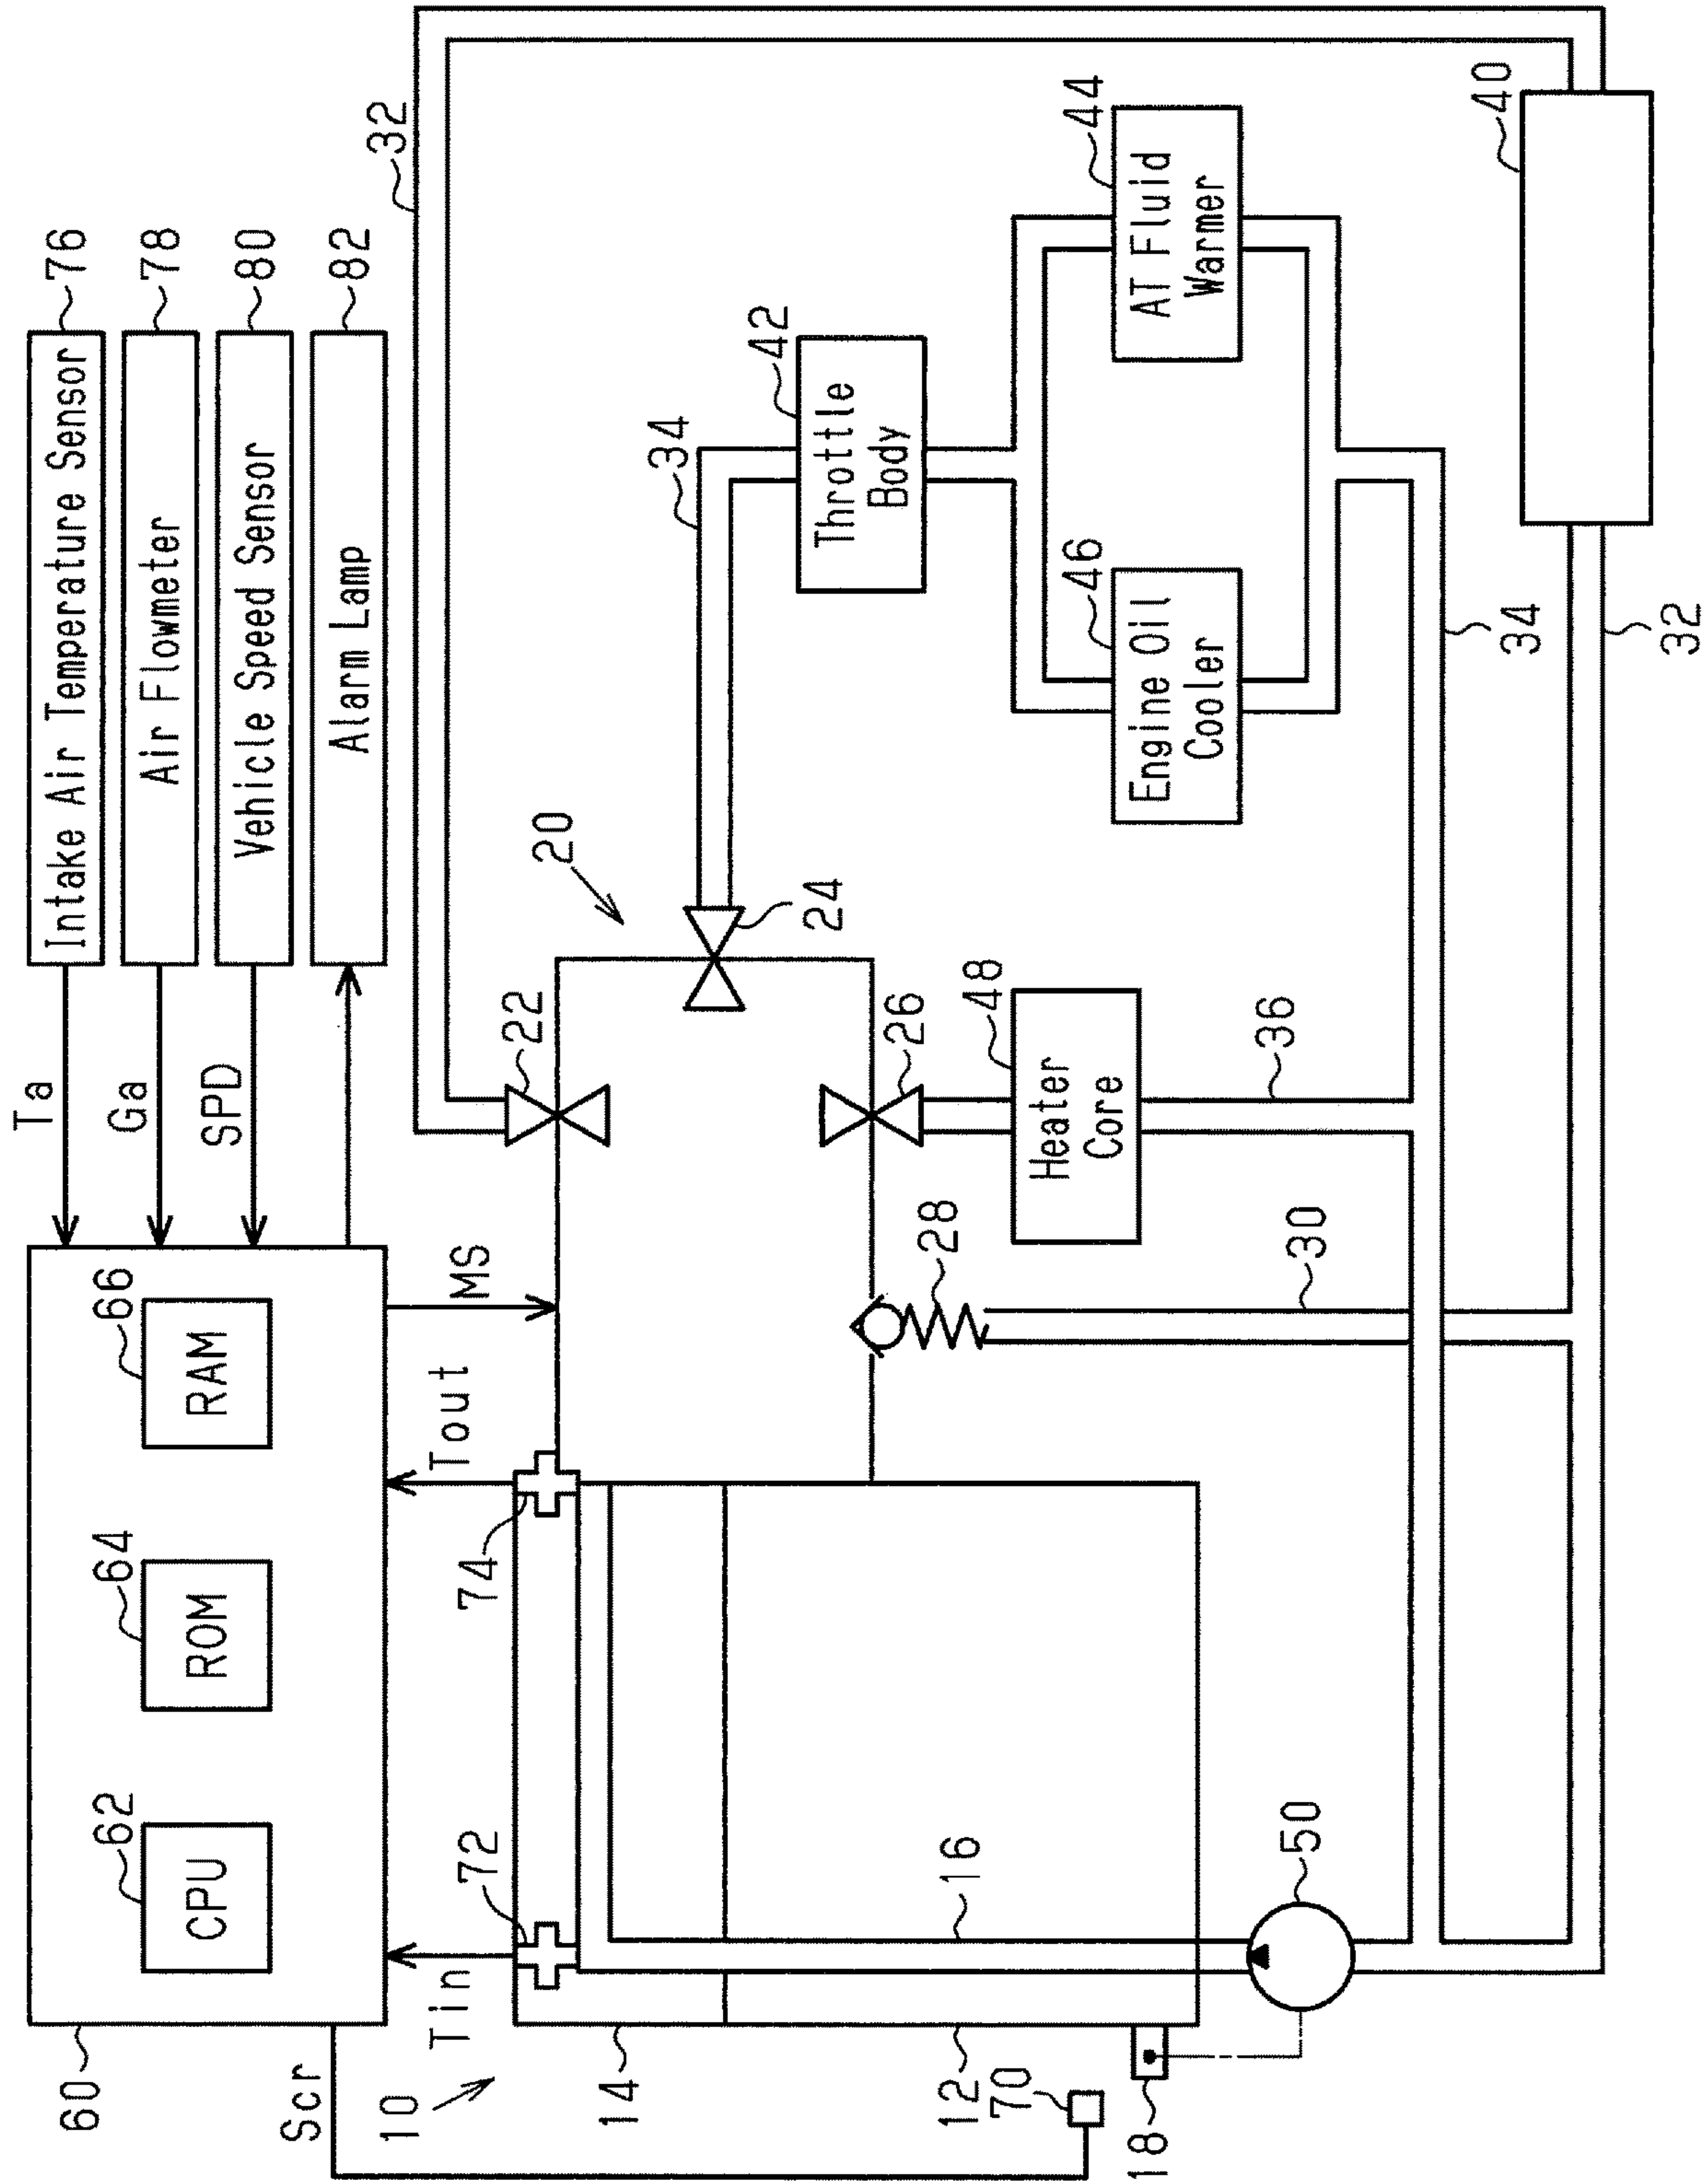 Intake Air Temperature Sensor
76
Ta
Air Flowmeter
78
Ga
Vehicle Speed Sensor
80
SPD
Alarm Lamp
82
60
CPU
62
ROM
64
RAM
66
Scr
Tin
Tout
MS
32
10
72
74
22
20
14
34
24
42
Throttle
Body
12
16
70
18
26
48
Heater
Core
28
46
Engine Oil
Cooler
44
AT Fluid
Warmer
36
30
50
40
34
32